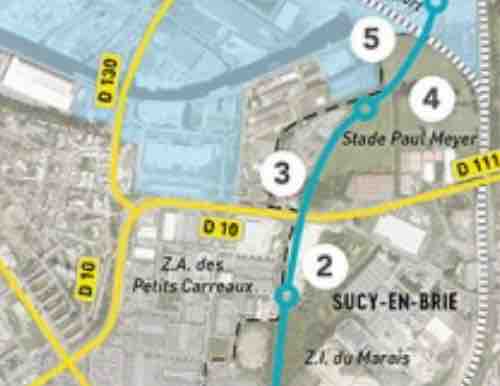 5
D 130
4
Stade Paul Meyer
D 111
3
D 10
Z.A. des
Petits Carreaux
D 10
2
SUCY-EN-BRIE
Z.I. du Marais